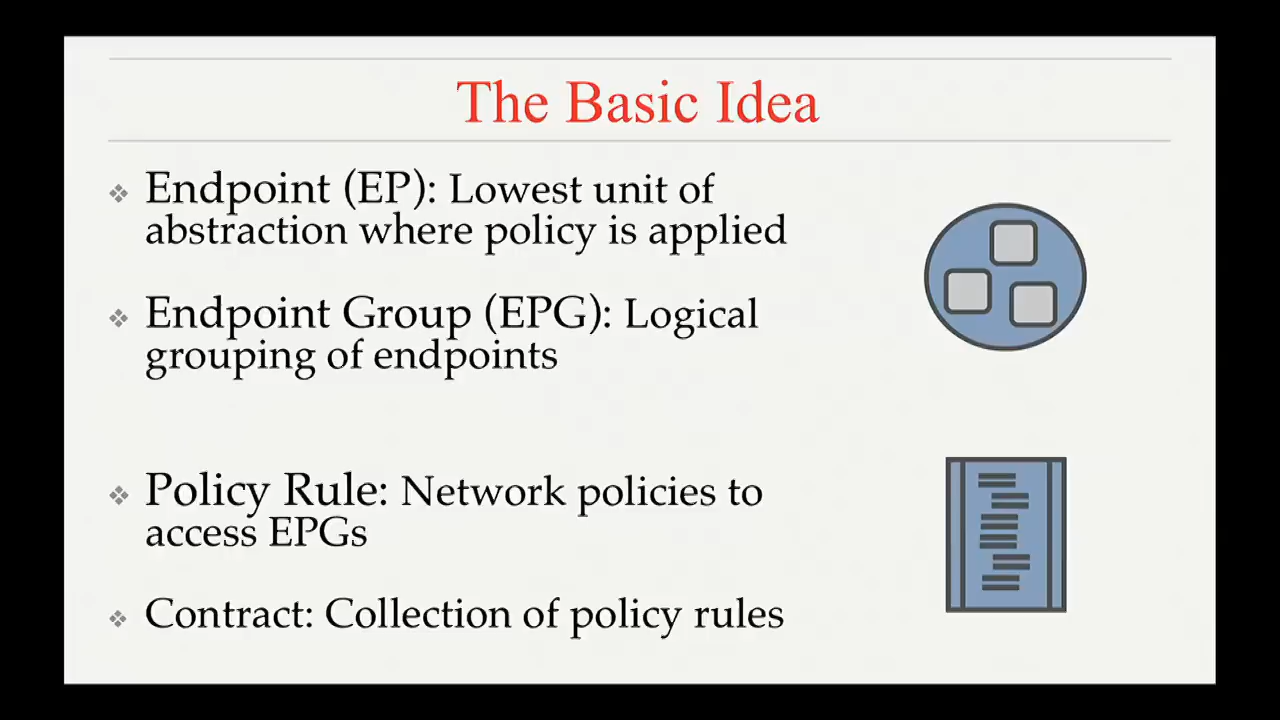 The Basic Idea
Endpoint (EP): Lowest unit of
abstraction where policy is applied
Endpoint Group (EPG): Logical
grouping of endpoints
Policy Rule: Network policies to
access EPGs
Contract: Collection of policy rules